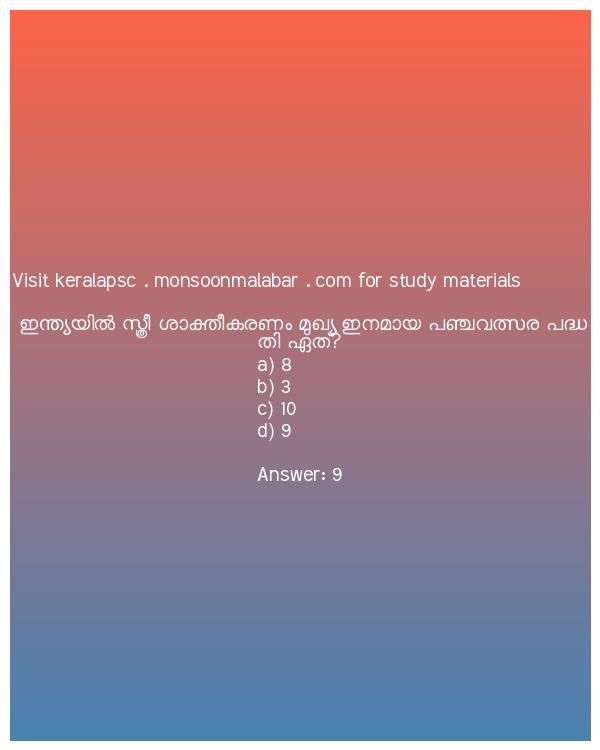 Visit keralapsc . monsoonmalabar . com for study materials
ഇന്ത്യയിൽ സ്ത്രീ ശാക്തീകരണം മുഖ്യ ഇനമായ പഞ്ചവത്സര പദ്ധ
തി ഏത്?
a) 8
b) 3
c) 10
d) 9
Answer: 9